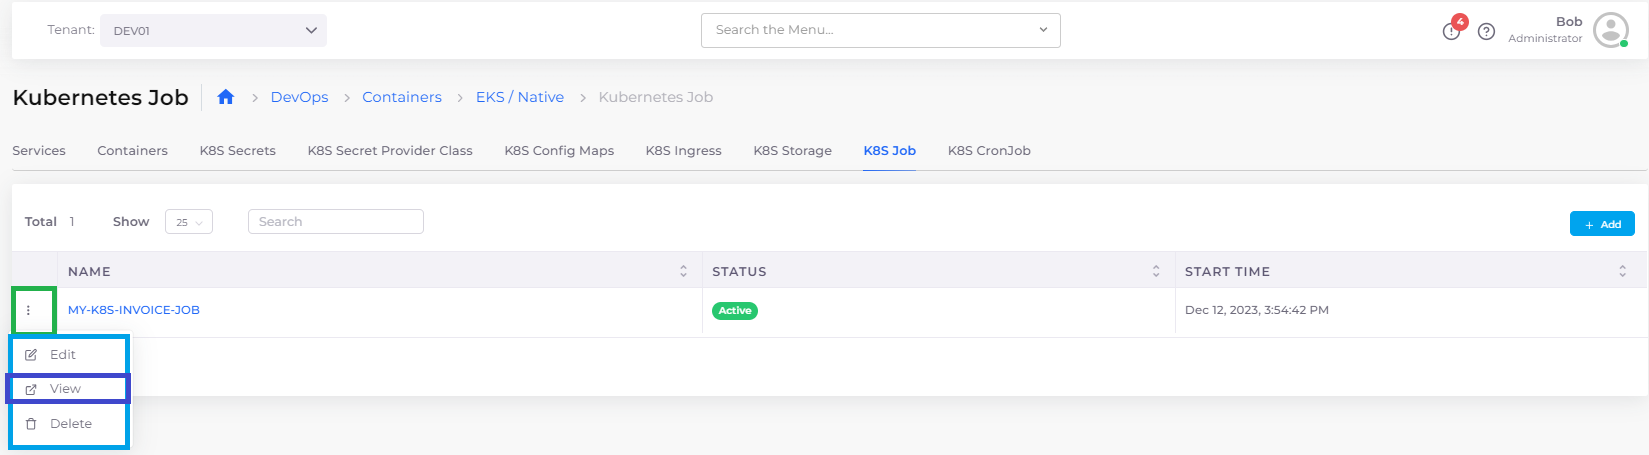 Tenant: DEV01 Search the Menu... 4 Bob
Administrator
Kubernetes Job DevOps Containers EKS / Native Kubernetes Job
Services Containers K8S Secrets K8S Secret Provider Class K8S Config Maps K8S Ingress K8S Storage K8S Job K8S CronJob
Total 1 Show 25 Search + Add
NAME STATUS START TIME
MY-K8S-INVOICE-JOB Active Dec 12, 2023, 3:54:42 PM
Edit
View
Delete